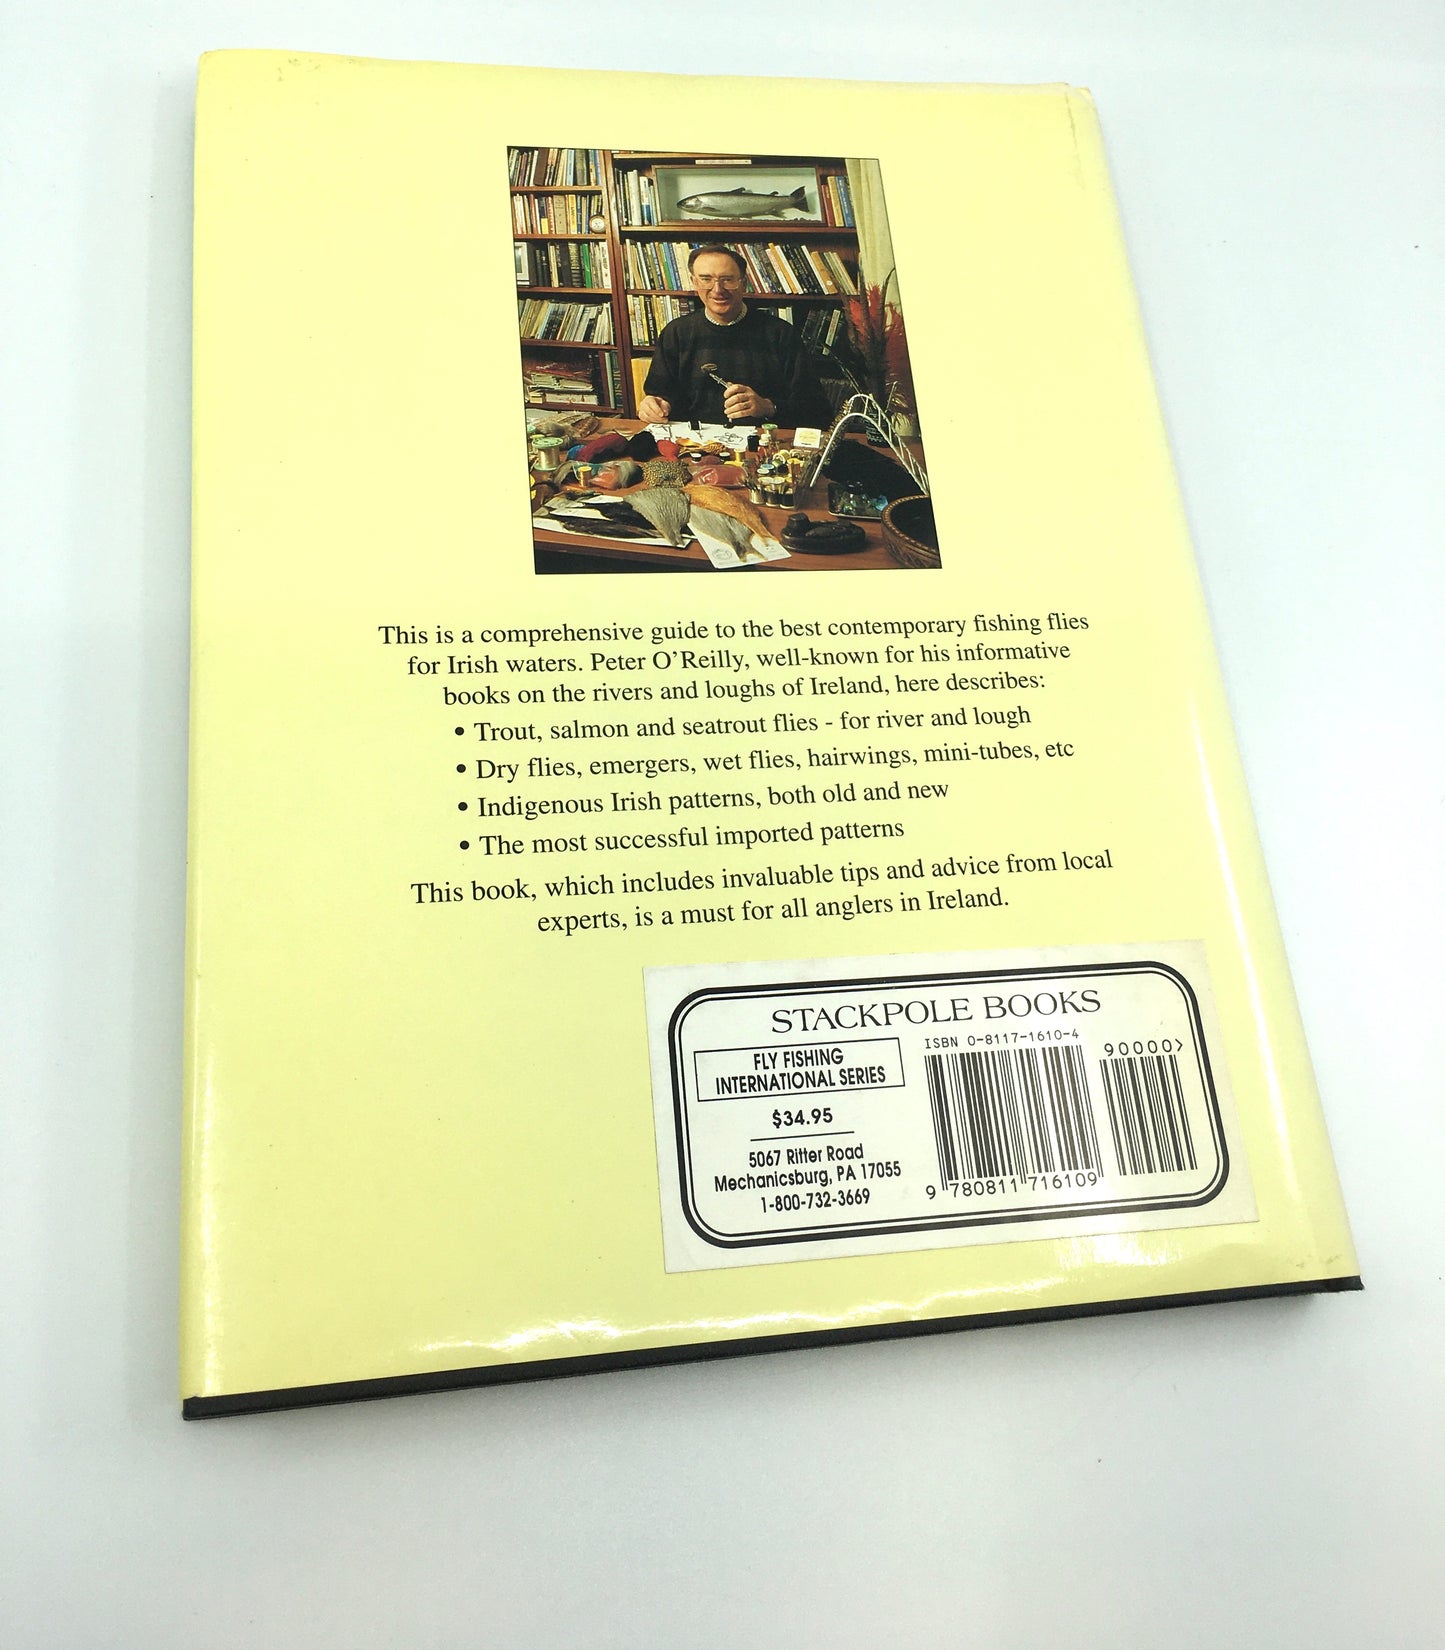 This is a comprehensive guide to the best contemporary fishing flies
for Irish waters. Peter O'Reilly, well-known for his informative
books on the rivers and loughs of Ireland, here describes:
• Trout, salmon and seatrout flies - for river and lough
• Dry flies, emergers, wet flies, hairwings, mini-tubes, etc
• Indigenous Irish patterns, both old and new
• The most successful imported patterns
This book, which includes invaluable tips and advice from local
experts, is a must for all anglers in Ireland.
STACKPOLE BOOKS
FLY FISHING
INTERNATIONAL SERIES
$34.95
5067 Ritter Road
Mechanicsburg, PA 17055
1-800-732-3669
ISBN 0-8117-1610-4
90000>
9 780811 716109